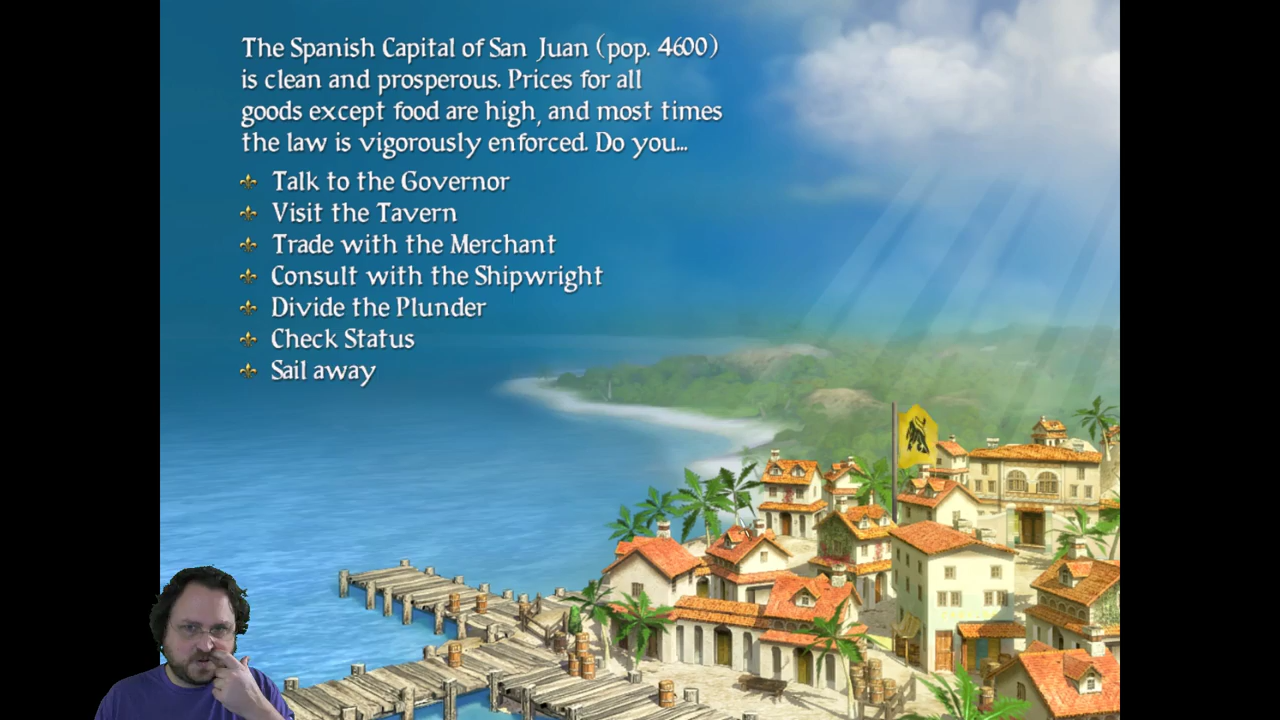 The Spanish Capital of San Juan (pop. 4600)
is clean and prosperous. Prices for all
goods except food are high, and most times
the law is vigorously enforced. Do you...
Talk to the Governor
Visit the Tavern
Trade with the Merchant
Consult with the Shipwright
Divide the Plunder
Check Status
Sail away